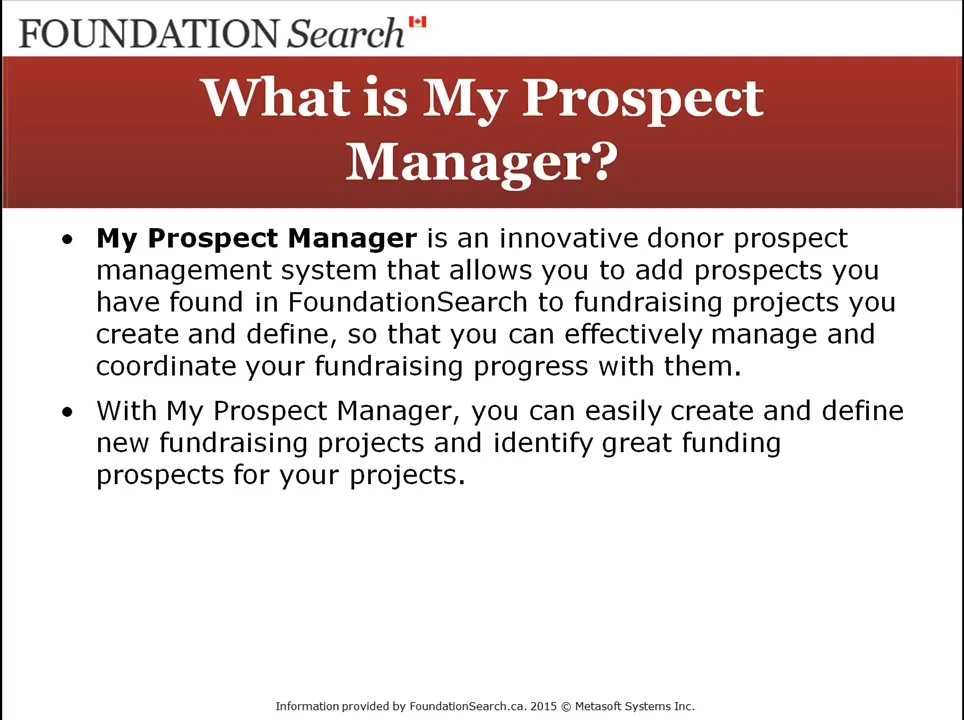 FOUNDATION Search
What is My Prospect
Manager?
• My Prospect Manager is an innovative donor prospect
management system that allows you to add prospects you
have found in FoundationSearch to fundraising projects you
create and define, so that you can effectively manage and
coordinate your fundraising progress with them.
• With My Prospect Manager, you can easily create and define
new fundraising projects and identify great funding
prospects for your projects.
Information provided by FoundationSearch.ca. 2015 © Metasoft Systems Inc.